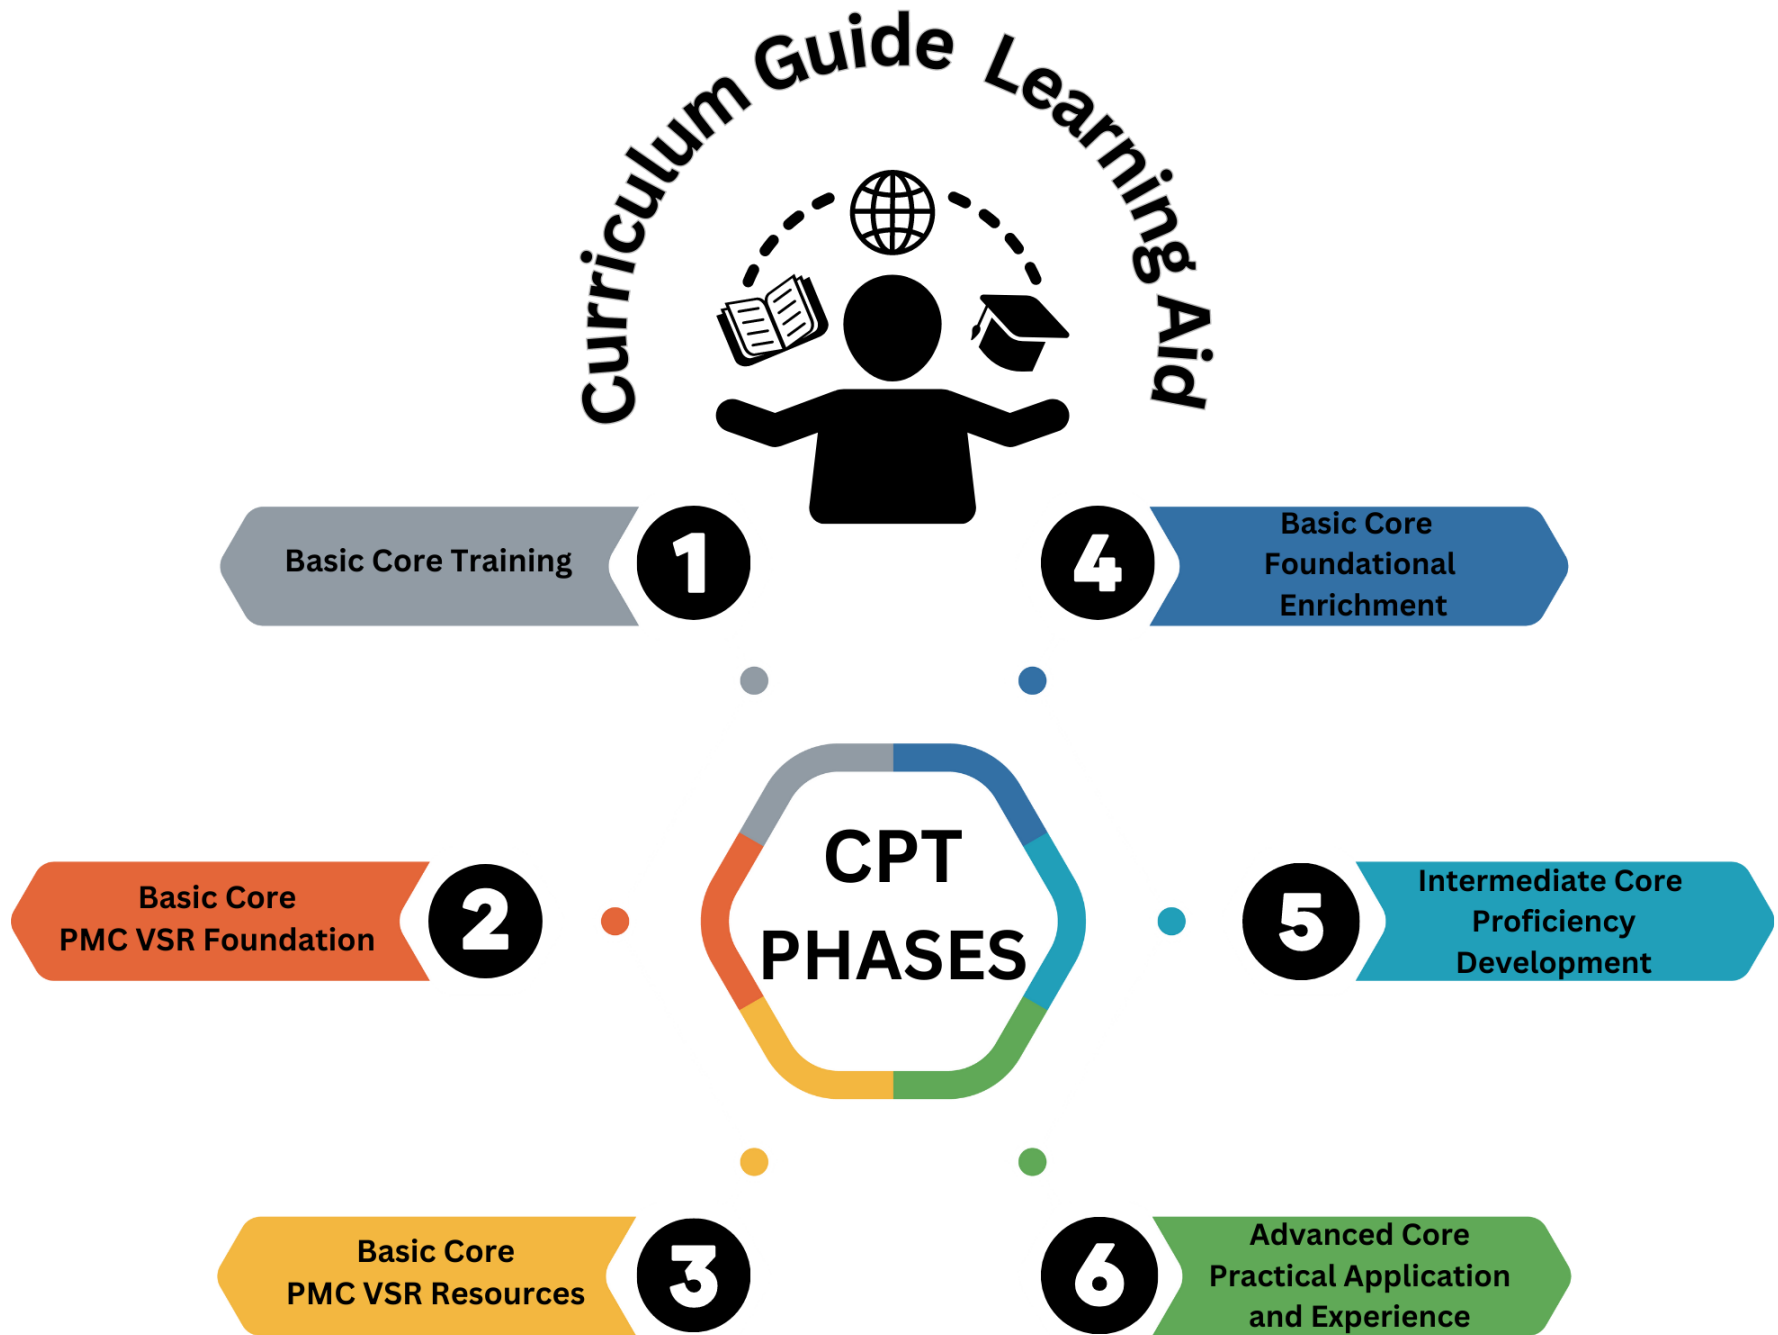 Curriculum Guide Learning Aid
1
Basic Core Training
2
Basic Core
PMC VSR Foundation
3
Basic Core
PMC VSR Resources
4
Basic Core
Foundational
Enrichment
5
Intermediate Core
Proficiency
Development
6
Advanced Core
Practical Application
and Experience
CPT
PHASES